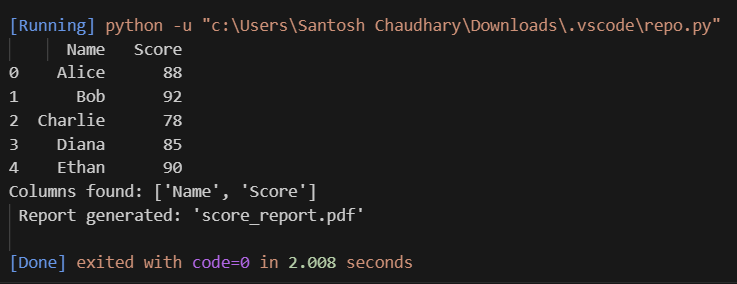 [Running] python -u "c:\Users\Santosh Chaudhary\Downloads\.vscode\repo.py"
      Name  Score
0    Alice     88
1      Bob     92
2  Charlie     78
3    Diana     85
4    Ethan     90
Columns found: ['Name', 'Score']
 Report generated: 'score_report.pdf'
[Done] exited with code=0 in 2.008 seconds